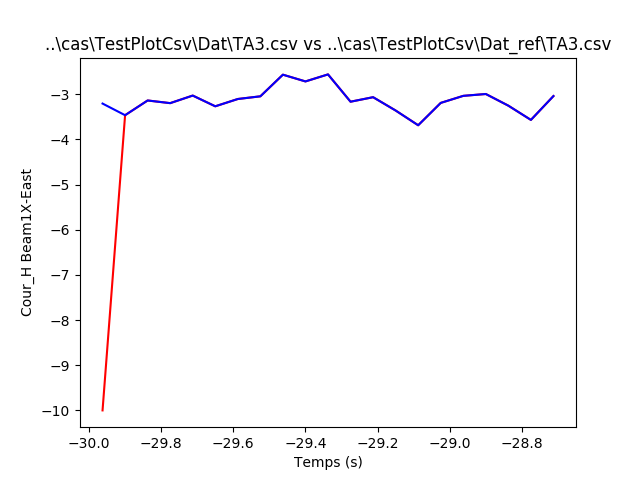 ..\cas\TestPlotCsv\Dat\TA3.csv vs ..\cas\TestPlotCsv\Dat_ref\TA3.csv
−3
−4
−5
−6
−7
−8
−9
−10
Cour_H Beam1X-East
−30.0 −29.8 −29.6 −29.4 −29.2 −29.0 −28.8
Temps (s)